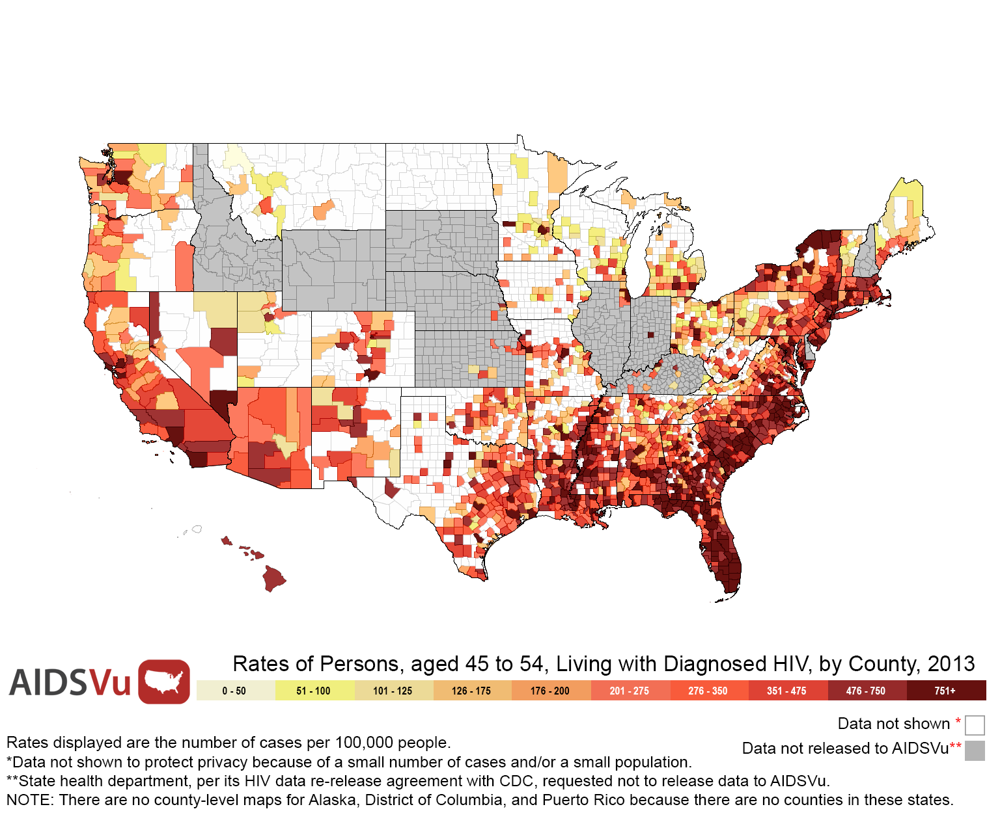 AIDSVu
Rates of Persons, aged 45 to 54, Living with Diagnosed HIV, by County, 2013
0 - 50 51 - 100 101 - 125 126 - 175 176 - 200 201 - 275 276 - 350 351 - 475 476 - 750 751+
Data not shown *
Data not released to AIDSVu**
Rates displayed are the number of cases per 100,000 people.
*Data not shown to protect privacy because of a small number of cases and/or a small population.
**State health department, per its HIV data re-release agreement with CDC, requested not to release data to AIDSVu.
NOTE: There are no county-level maps for Alaska, District of Columbia, and Puerto Rico because there are no counties in these states.